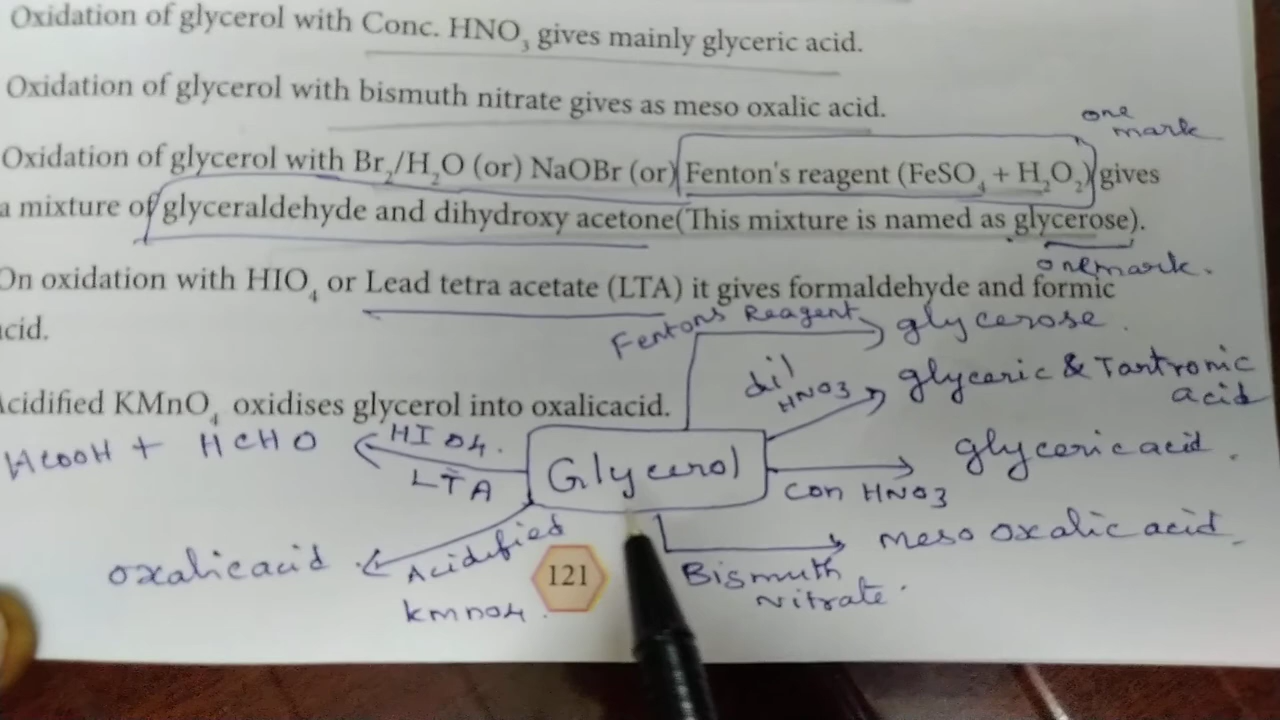 Oxidation of glycerol with Conc. HNO3 gives mainly glyceric acid.
Oxidation of glycerol with bismuth nitrate gives as meso oxalic acid.
one
mark
Oxidation of glycerol with Br2/H2O (or) NaOBr (or) Fenton's reagent (FeSO4 + H2O2) gives
a mixture of glyceraldehyde and dihydroxy acetone(This mixture is named as glycerose).
onemark.
On oxidation with HIO4 or Lead tetra acetate (LTA) it gives formaldehyde and formic
acid.
Fentons Reagent glycerose.
dil
HNO3
glyceric & Tantronic
acid
Acidified KMnO4 oxidises glycerol into oxalicacid.
HCOOH + HCHO
HIO4.
LTA
Glycerol
con HNO3
glyceric acid.
oxalicacid.
Acidified
kmno4.
121
Bismuth
nitrate.
meso oxalic acid